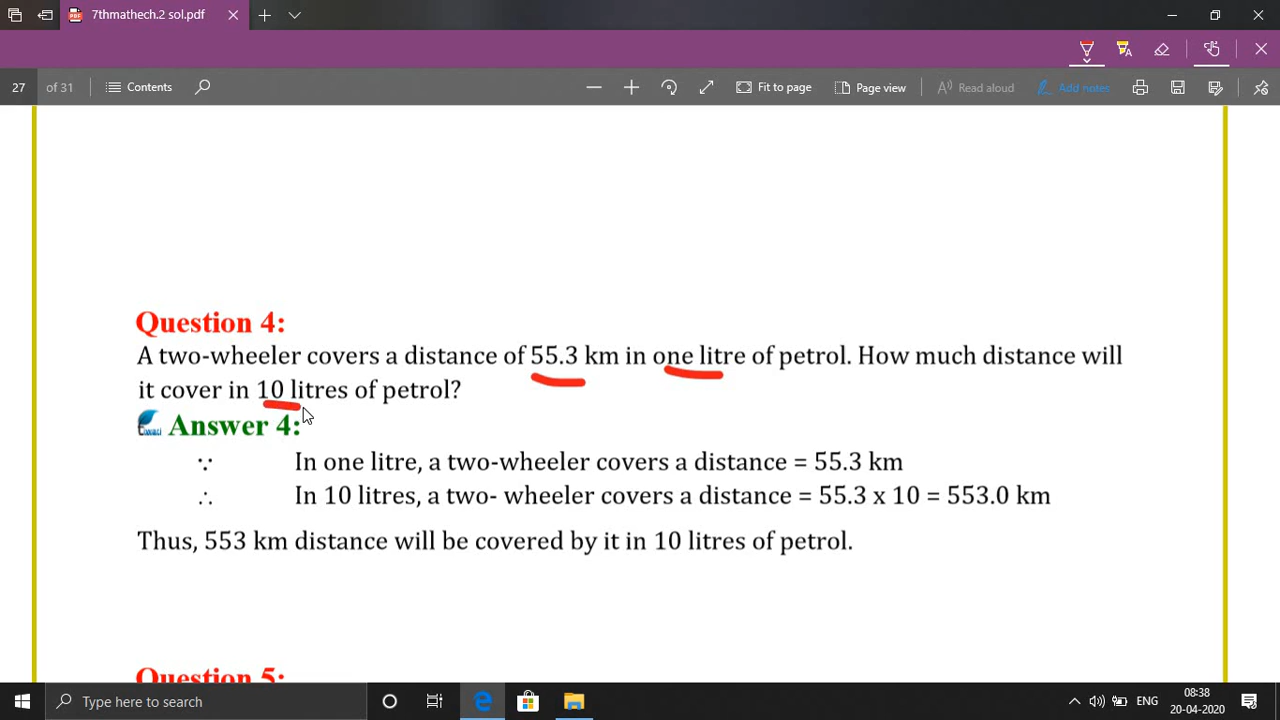 7thmathech.2 sol.pdf
27 of 31 Contents Fit to page Page view Read aloud Add notes
Question 4:
A two-wheeler covers a distance of 55.3 km in one litre of petrol. How much distance will
it cover in 10 litres of petrol?
Answer 4:
∵ In one litre, a two-wheeler covers a distance = 55.3 km
∴ In 10 litres, a two- wheeler covers a distance = 55.3 x 10 = 553.0 km
Thus, 553 km distance will be covered by it in 10 litres of petrol.
Question 5:
Type here to search
ENG
08:38
20-04-2020